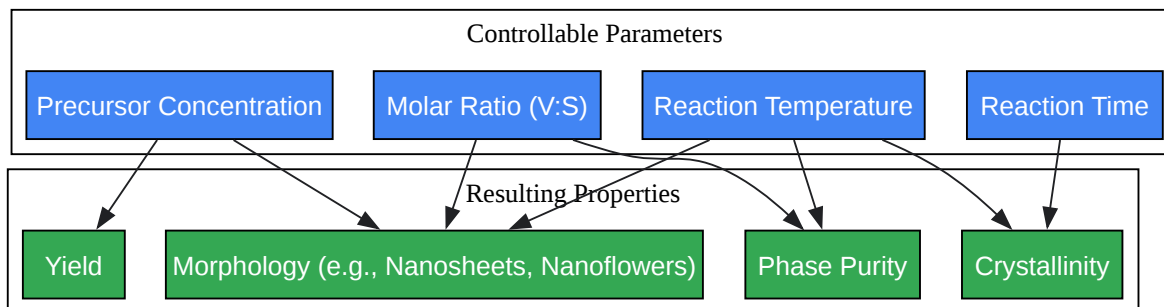 Controllable Parameters
Precursor Concentration
Molar Ratio (V:S)
Reaction Temperature
Reaction Time
Resulting Properties
Yield
Morphology (e.g., Nanosheets, Nanoflowers)
Phase Purity
Crystallinity